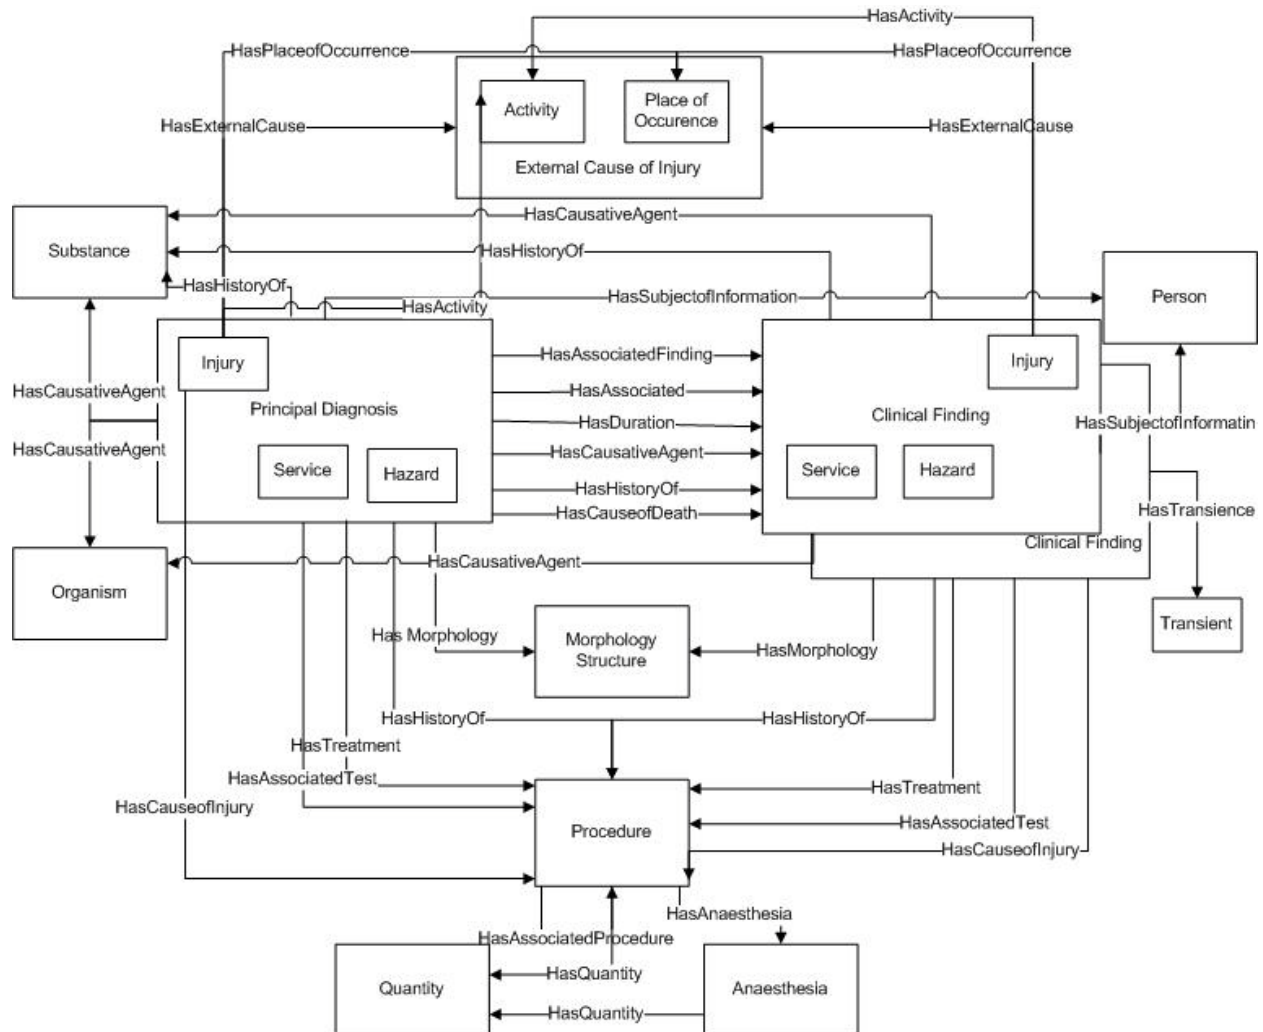 HasActivity
HasPlaceofOccurrence
HasPlaceofOccurrence
Activity
Place of
Occurence
HasExternalCause
HasExternalCause
External Cause of Injury
HasCausativeAgent
Substance
HasHistoryOf
HasHistoryOf
HasSubjectofInformation
Person
HasActivity
Injury
HasAssociatedFinding
Injury
HasCausativeAgent
HasAssociated
Principal Diagnosis
HasDuration
Clinical Finding
HasSubjectofInformatin
HasCausativeAgent
HasCausativeAgent
Service
Hazard
Service
Hazard
HasHistoryOf
HasCauseofDeath
HasTransience
Clinical Finding
HasCausativeAgent
Organism
Transient
Has Morphology
Morphology
Structure
HasMorphology
HasHistoryOf
HasHistoryOf
HasTreatment
HasAssociatedTest
HasTreatment
HasCauseofInjury
Procedure
HasAssociatedTest
HasCauseofInjury
HasAnaesthesia
HasAssociatedProcedure
HasQuantity
Quantity
Anaesthesia
HasQuantity